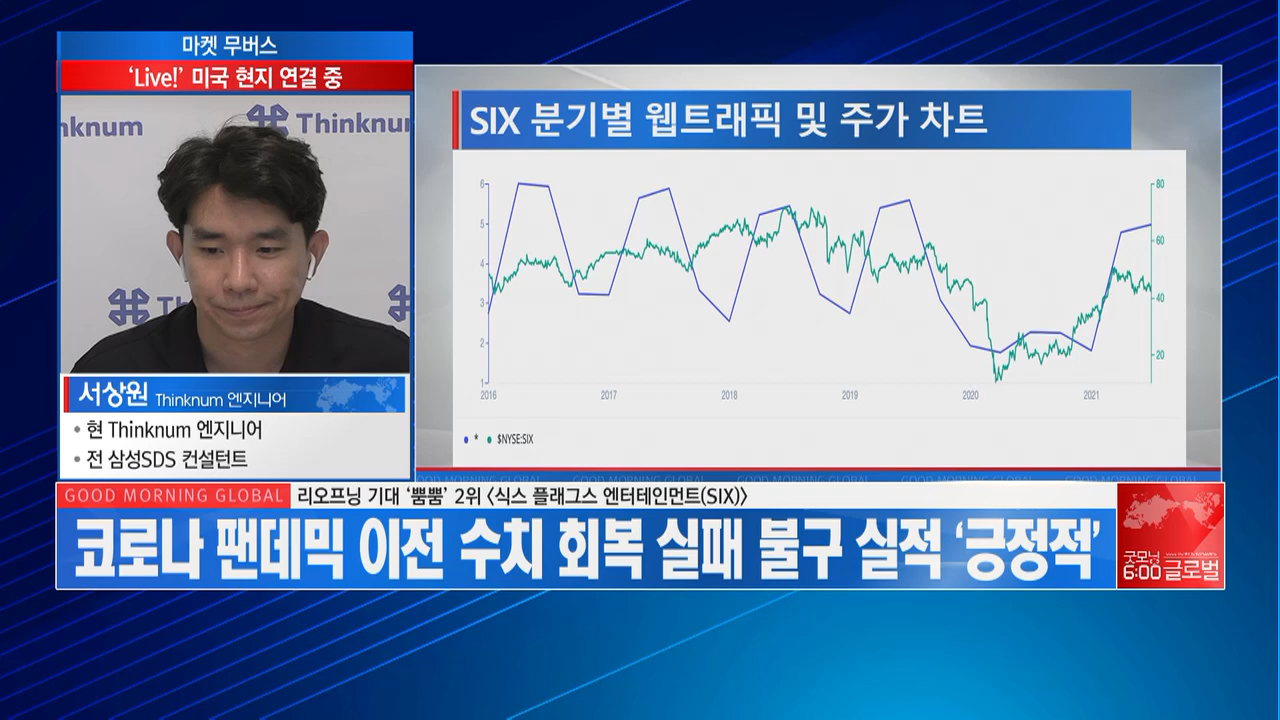 마켓 무버스
‘Live!’ 미국 현지 연결 중
Thinknum
서상원 Thinknum 엔지니어
• 현 Thinknum 엔지니어
• 전 삼성SDS 컨설턴트
SIX 분기별 웹트래픽 및 주가 차트
6
5
4
3
2
1
80
60
40
20
2016 2017 2018 2019 2020 2021
* $NYSE:SIX
GOOD MORNING GLOBAL
리오프닝 기대 ‘뿜뿜’ 2위 〈식스 플래그스 엔터테인먼트(SIX)〉
코로나 팬데믹 이전 수치 회복 실패 불구 실적 ‘긍정적’
굿모닝
6:00 글로벌